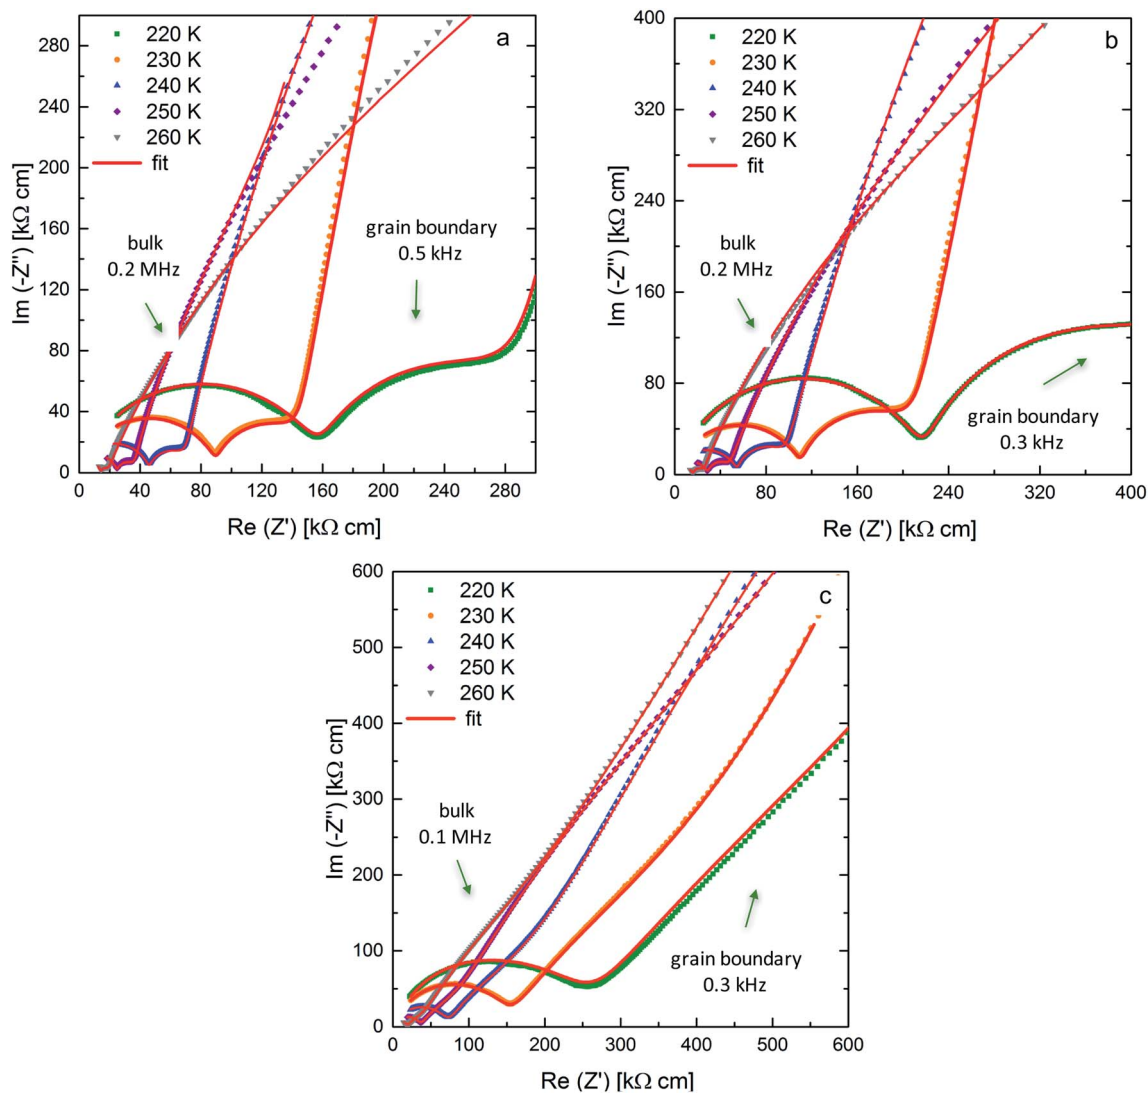 a
220 K
230 K
240 K
250 K
260 K
fit
bulk
0.2 MHz
grain boundary
0.5 kHz
Im (-Z'') [kΩ cm]
280
240
200
160
120
80
40
0
0 40 80 120 160 200 240 280
Re (Z') [kΩ cm]
b
220 K
230 K
240 K
250 K
260 K
fit
bulk
0.2 MHz
grain boundary
0.3 kHz
Im (-Z'') [kΩ cm]
400
320
240
160
80
0
0 80 160 240 320 400
Re (Z') [kΩ cm]
c
220 K
230 K
240 K
250 K
260 K
fit
bulk
0.1 MHz
grain boundary
0.3 kHz
Im (-Z'') [kΩ cm]
600
500
400
300
200
100
0
0 100 200 300 400 500 600
Re (Z') [kΩ cm]